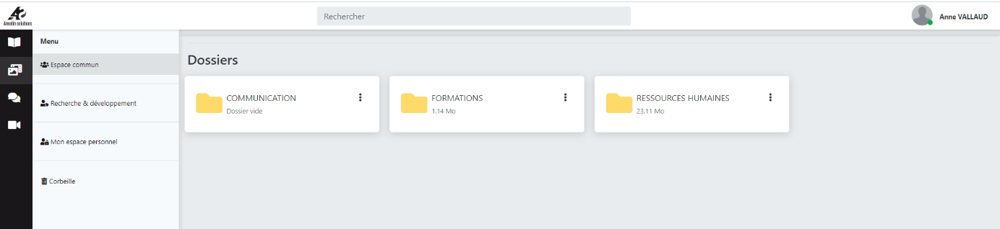 Rechercher
Anne VALLAUD
Amedin solutions
Menu
Espace commun
Recherche & développement
Mon espace personnel
Corbeille
Dossiers
COMMUNICATION
Dossier vide
FORMATIONS
1.14 Mo
RESSOURCES HUMAINES
23.11 Mo